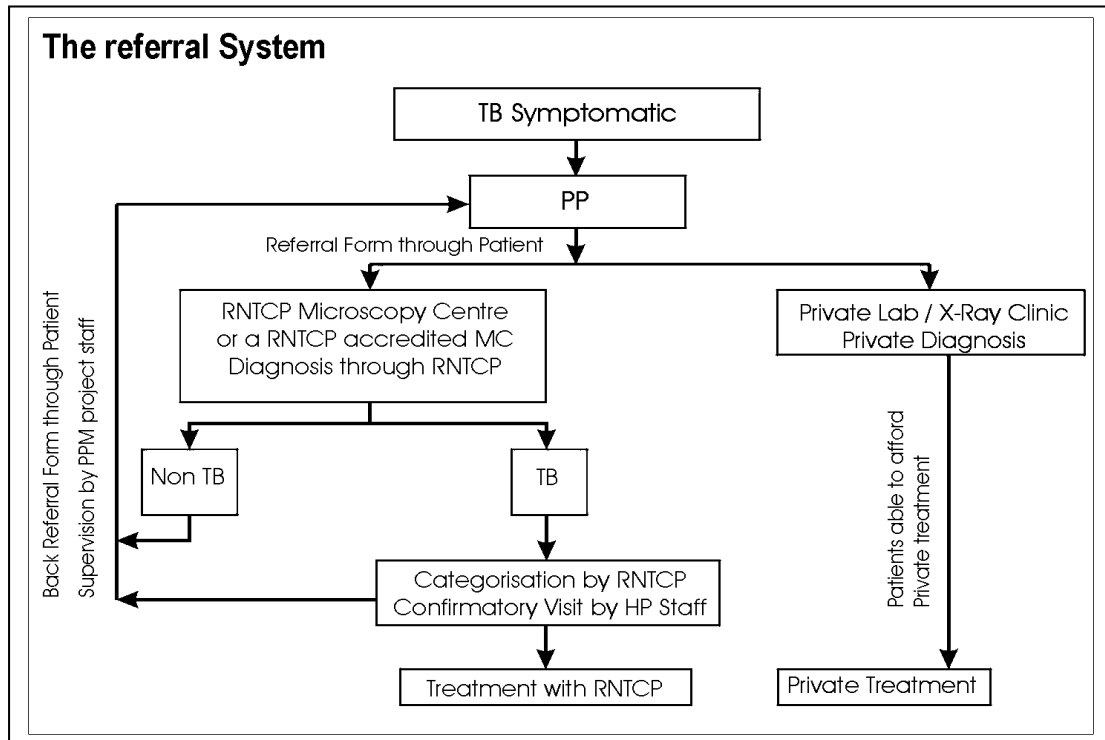 The referral System
TB Symptomatic
PP
Referral Form through Patient
RNTCP Microscopy Centre
or a RNTCP accredited MC
Diagnosis through RNTCP
Private Lab / X-Ray Clinic
Private Diagnosis
Back Referral Form through Patient
Supervision by PPM project staff
Non TB
TB
Patients able to afford
Private treatment
Categorisation by RNTCP
Confirmatory Visit by HP Staff
Treatment with RNTCP
Private Treatment